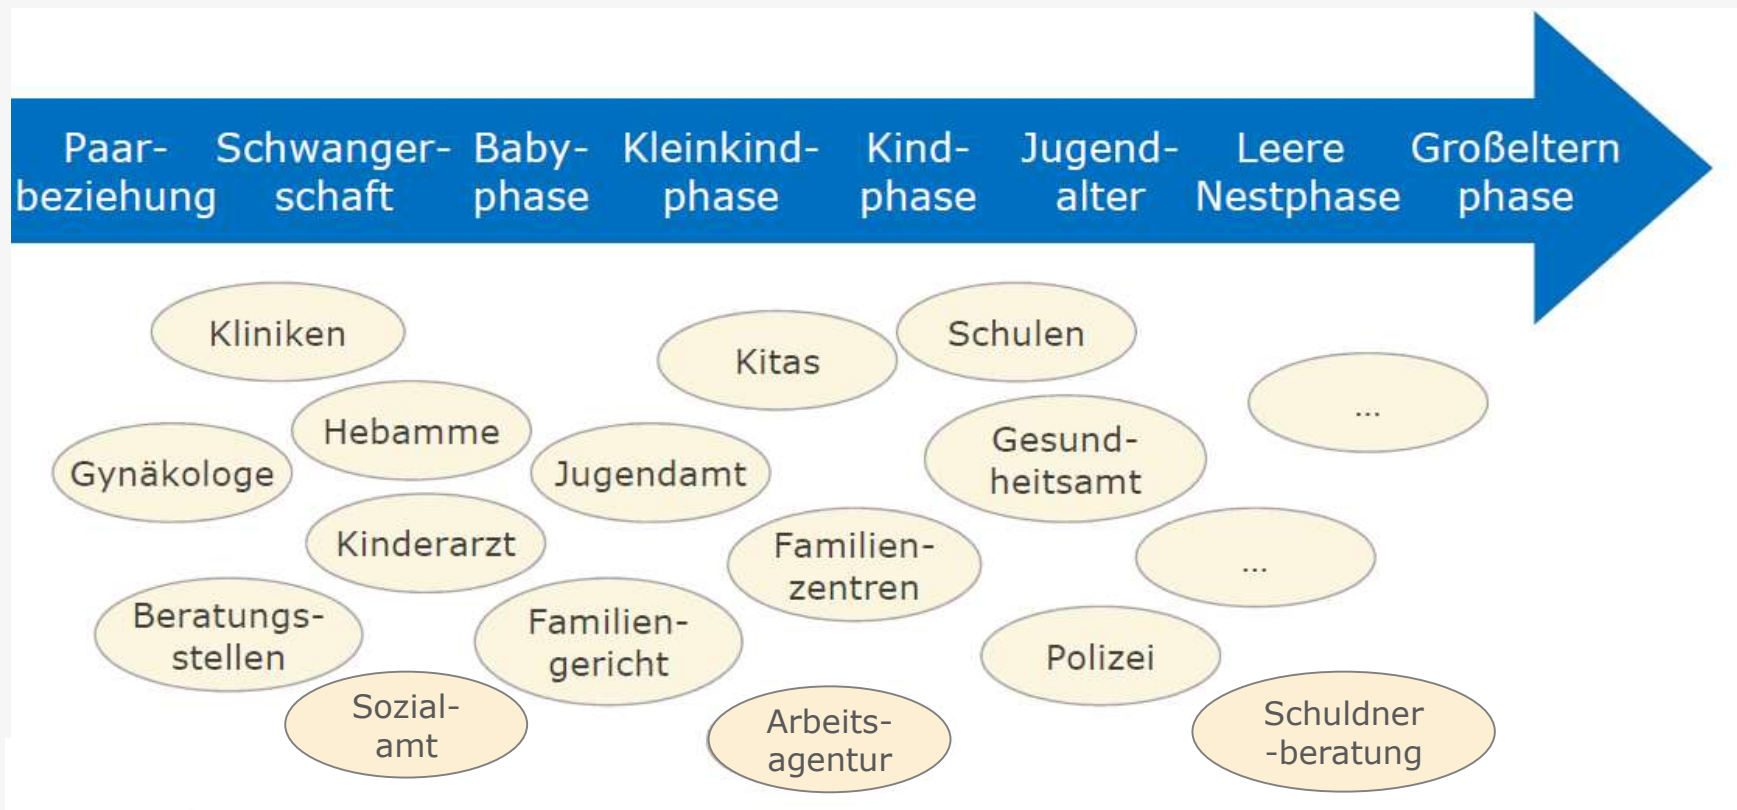 Paar- Schwanger- Baby- Kleinkind- Kind- Jugend- Leere Großeltern
beziehung schaft phase phase phase alter Nestphase phase
Kliniken
Schulen
Kitas
...
Hebamme
Gynäkologe
Jugendamt
Gesund-
heitsamt
Kinderarzt
Familien-
zentren
...
Beratungs-
stellen
Familien-
gericht
Polizei
Sozial-
amt
Arbeits-
agentur
Schuldner
-beratung